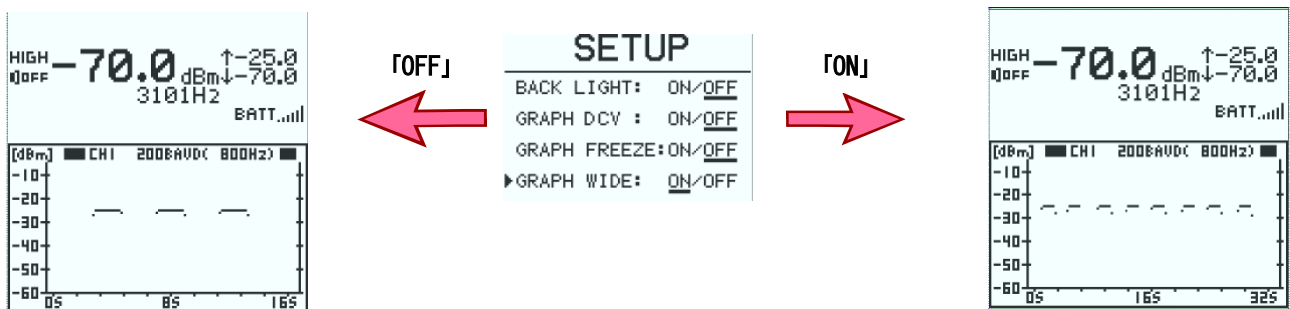 HIGH -70.0 dBm ↑-25.0
OFF ↓-70.0
3101Hz
BATT
[dBm] CH1 200BAUD( 800Hz)
-10
-20
-30
-40
-50
-60
0S 8S 16S
「OFF」
SETUP
BACK LIGHT: ON/OFF
GRAPH DCV : ON/OFF
GRAPH FREEZE:ON/OFF
▶GRAPH WIDE: ON/OFF
「ON」
HIGH -70.0 dBm ↑-25.0
OFF ↓-70.0
3101Hz
BATT
[dBm] CH1 200BAUD( 800Hz)
-10
-20
-30
-40
-50
-60
0S 16S 32S